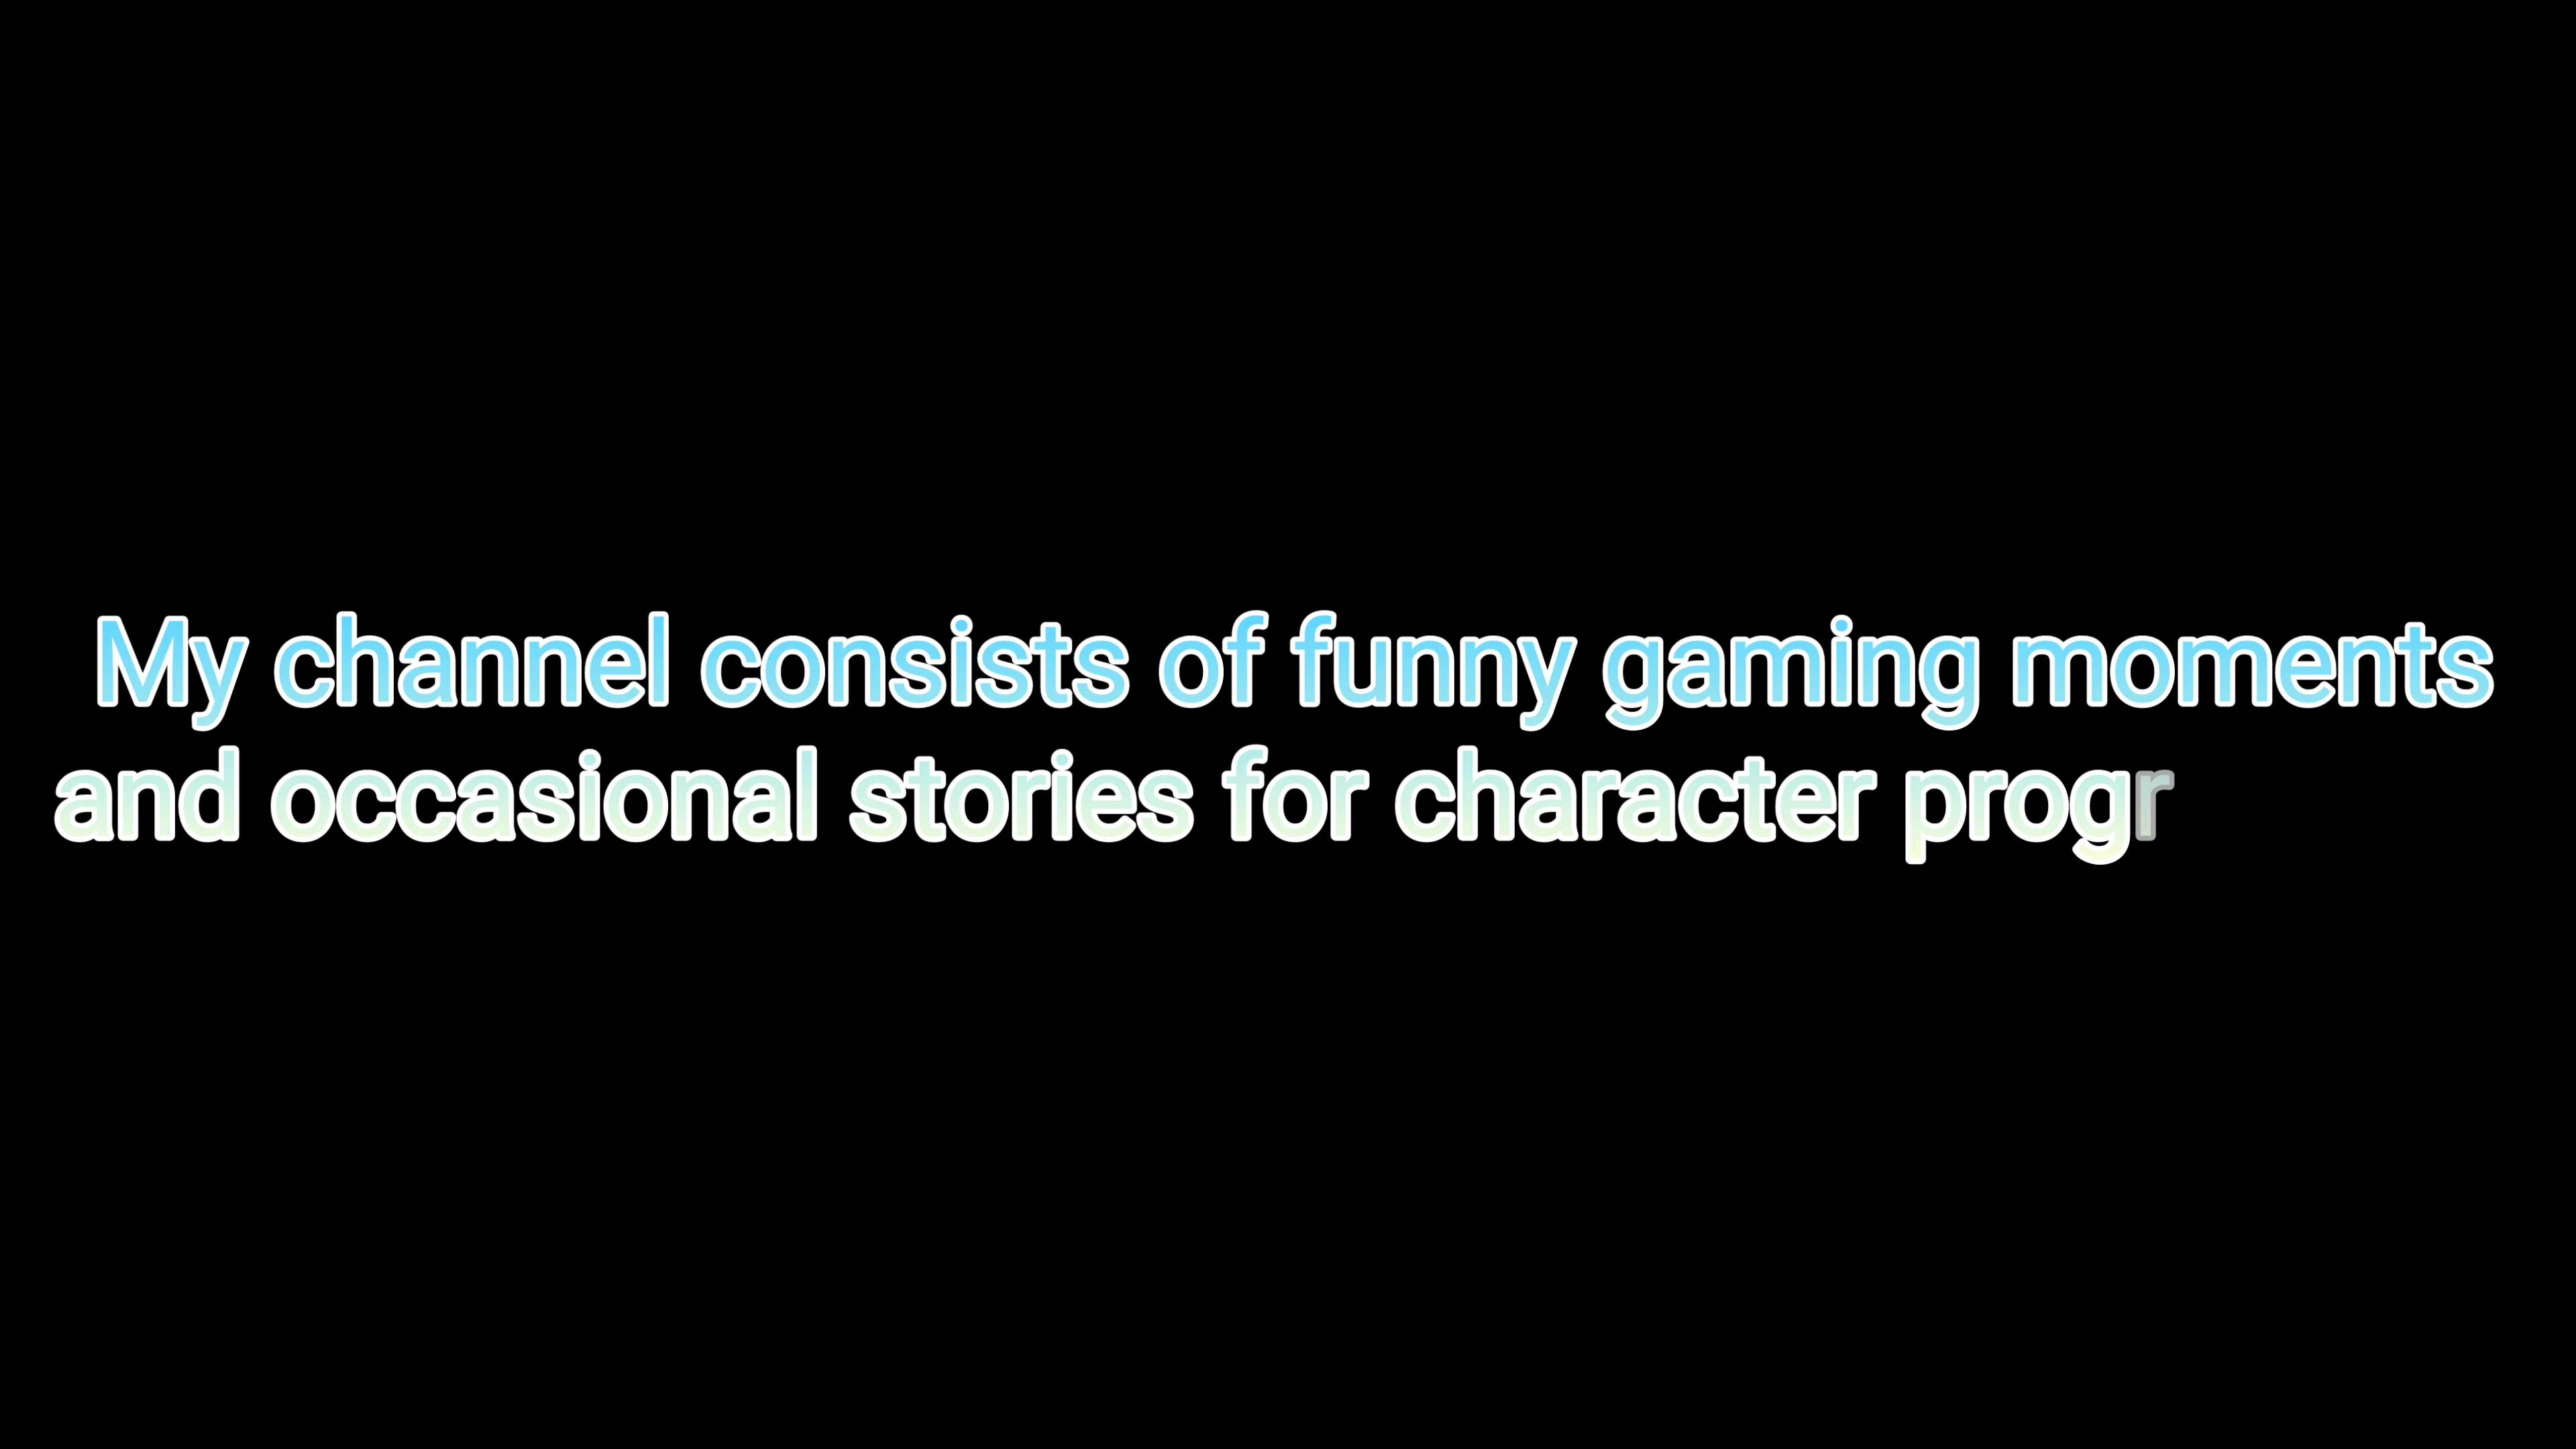 My channel consists of funny gaming moments
and occasional stories for character progr